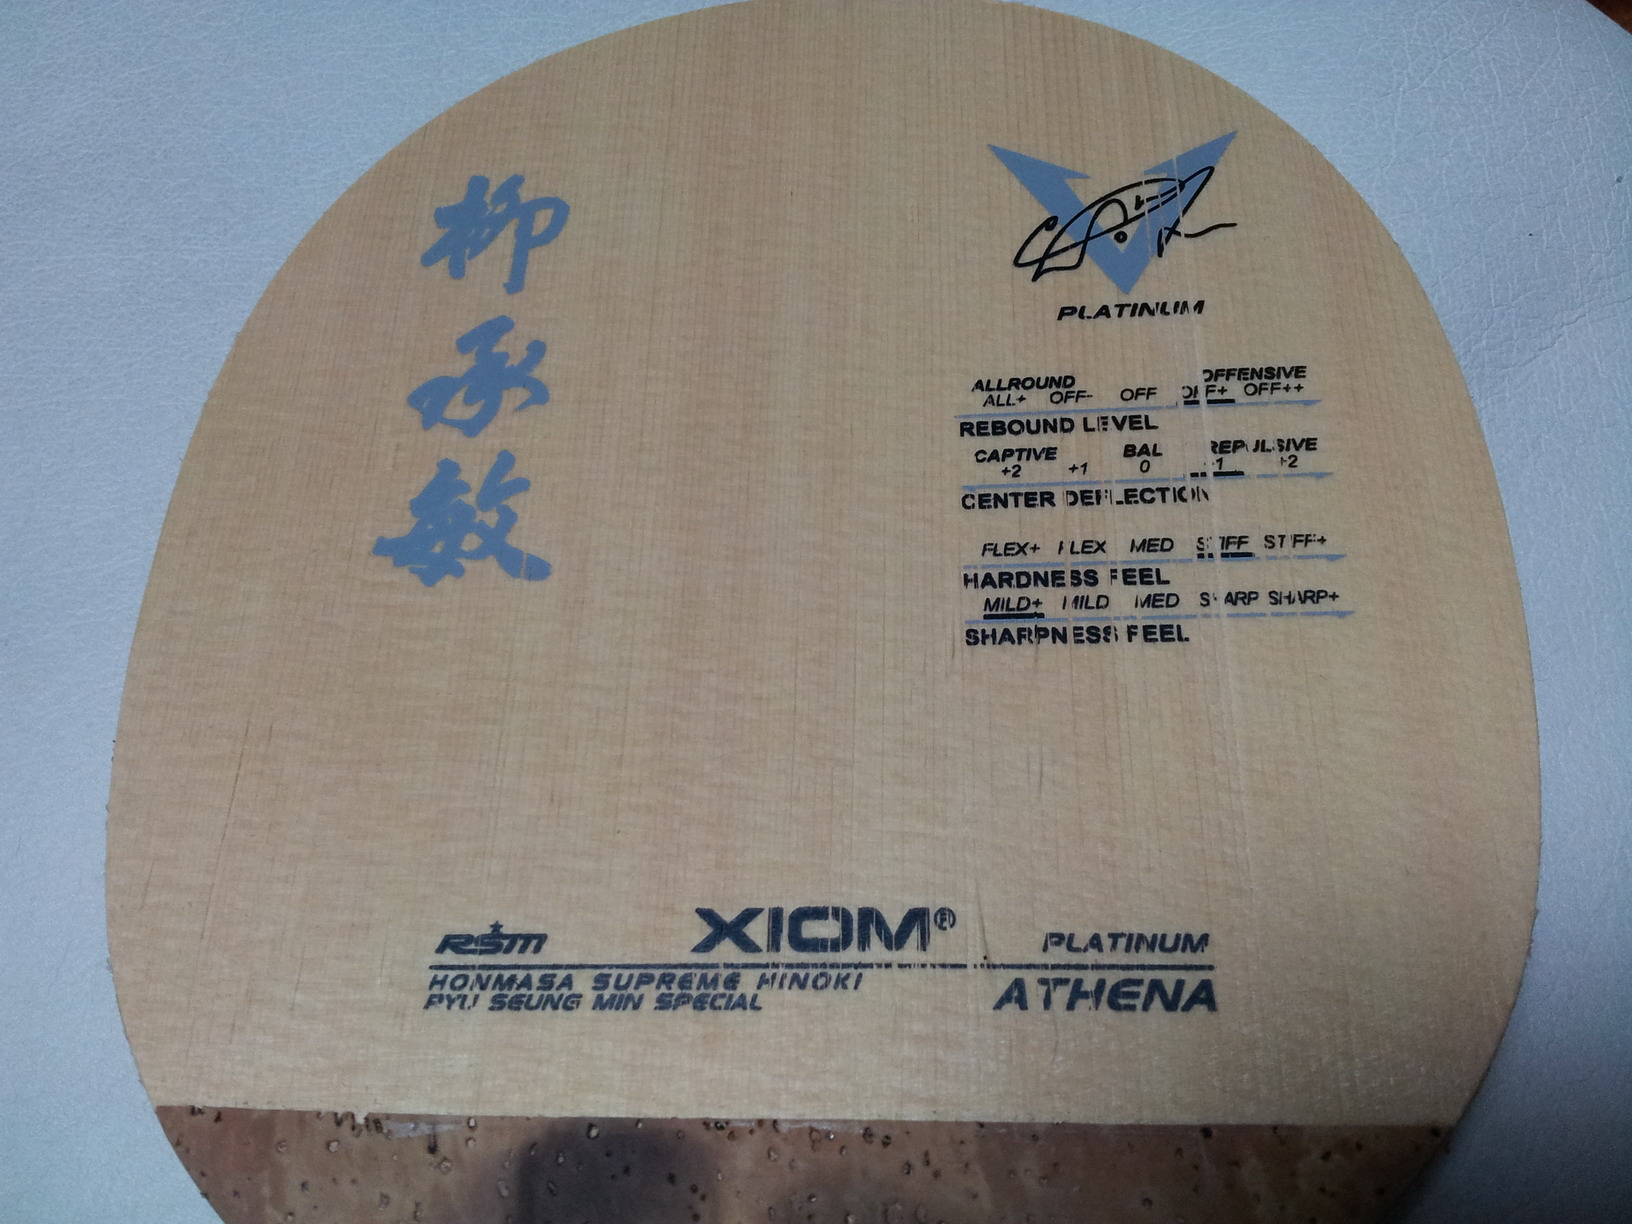 柳
承
敏
PLATINUM
ALLROUND OFFENSIVE
ALL+ OFF- OFF OFF+ OFF++
REBOUND LEVEL
CAPTIVE BAL REPULSIVE
+2 +1 0 +1 +2
CENTER DEFLECTION
FLEX+ FLEX MED STIFF STIFF+
HARDNESS FEEL
MILD+ MILD MED SHARP SHARP+
SHARPNESS FEEL
RSM XIOM® PLATINUM
HONMASA SUPREME HINOKI
RYU SEUNG MIN SPECIAL
ATHENA